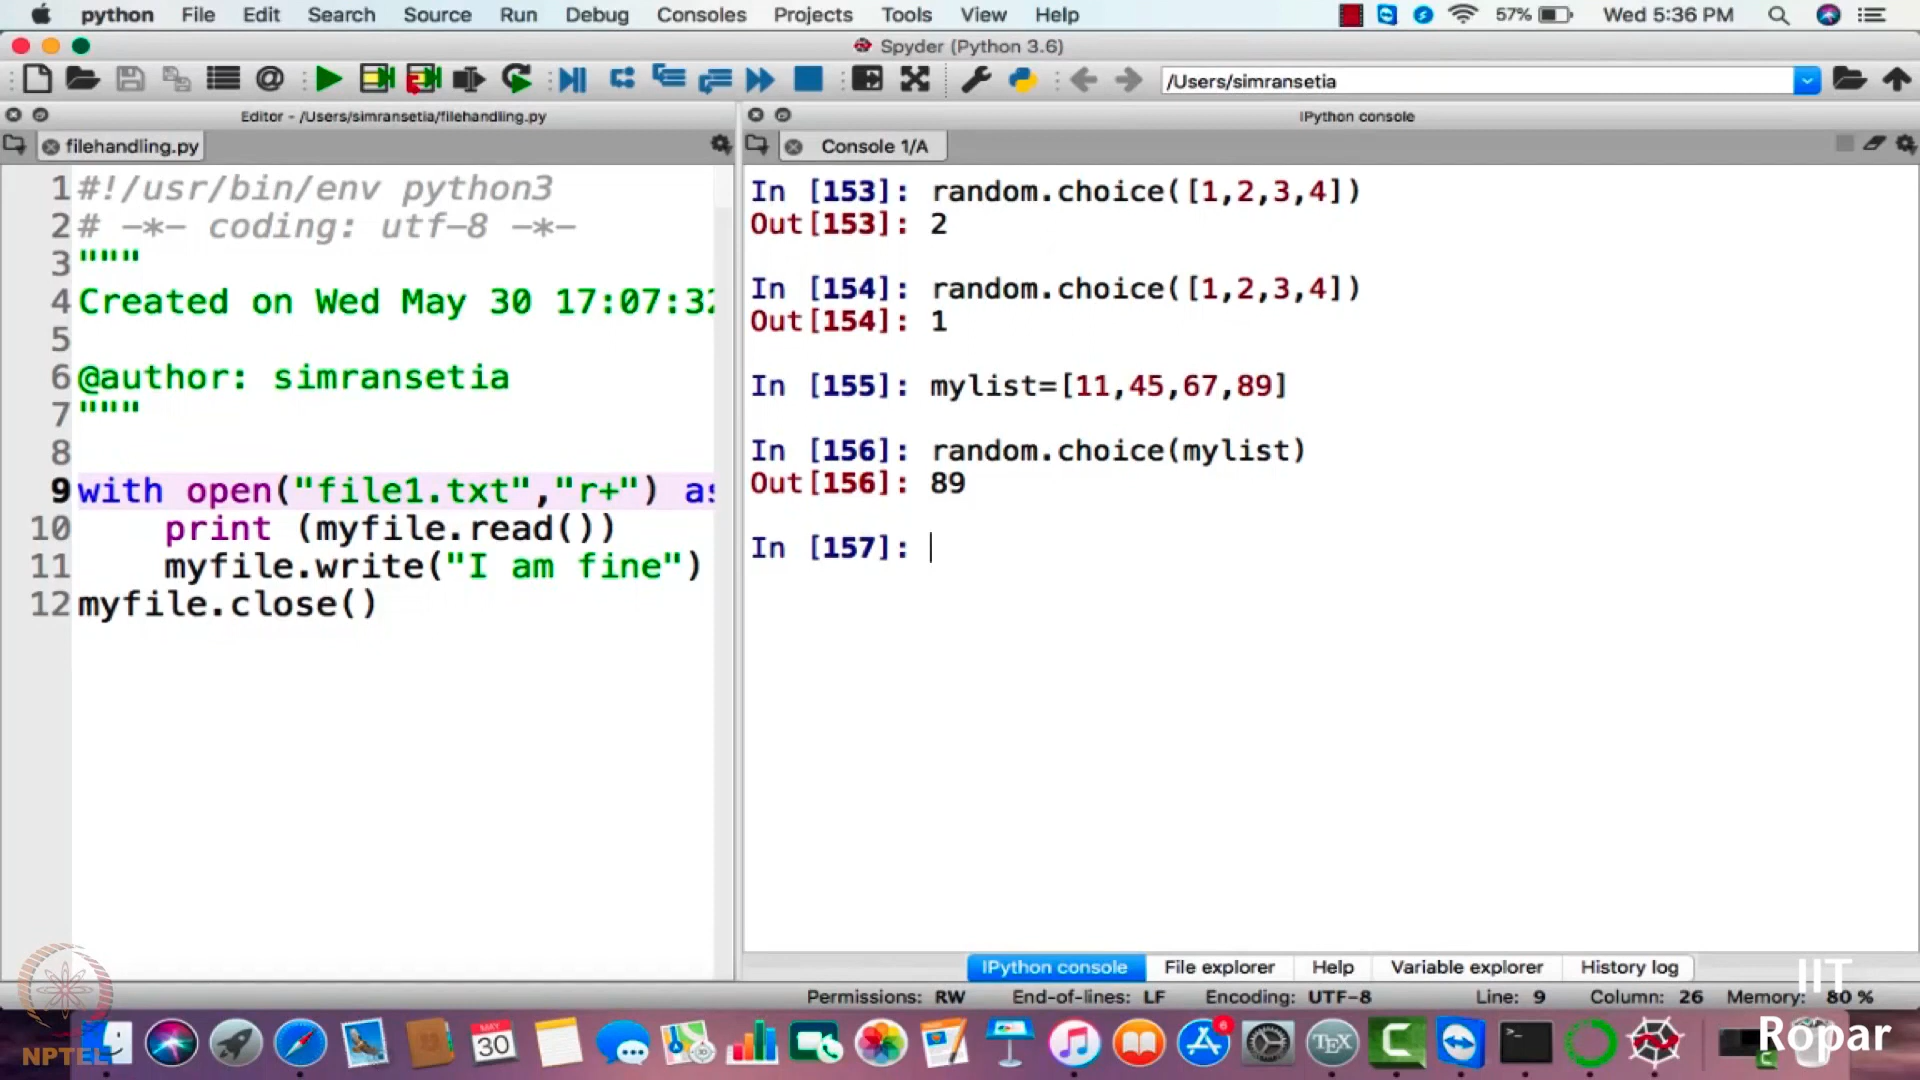 python File Edit Search Source Run Debug Consoles Projects Tools View Help 57% Wed 5:36 PM
Spyder (Python 3.6)
/Users/simransetia
Editor - /Users/simransetia/filehandling.py
filehandling.py
1 #!/usr/bin/env python3
2 # -*- coding: utf-8 -*-
3 """
4 Created on Wed May 30 17:07:32
5
6 @author: simransetia
7 """
8
9 with open("file1.txt","r+") as
10 print (myfile.read())
11 myfile.write("I am fine")
12 myfile.close()
IPython console
Console 1/A
In [153]: random.choice([1,2,3,4])
Out[153]: 2
In [154]: random.choice([1,2,3,4])
Out[154]: 1
In [155]: mylist=[11,45,67,89]
In [156]: random.choice(mylist)
Out[156]: 89
In [157]:
IPython console File explorer Help Variable explorer History log
Permissions: RW End-of-lines: LF Encoding: UTF-8 Line: 9 Column: 26 Memory: 80 %
MAY
30
6
TEX
NPTEL
IIT
Ropar